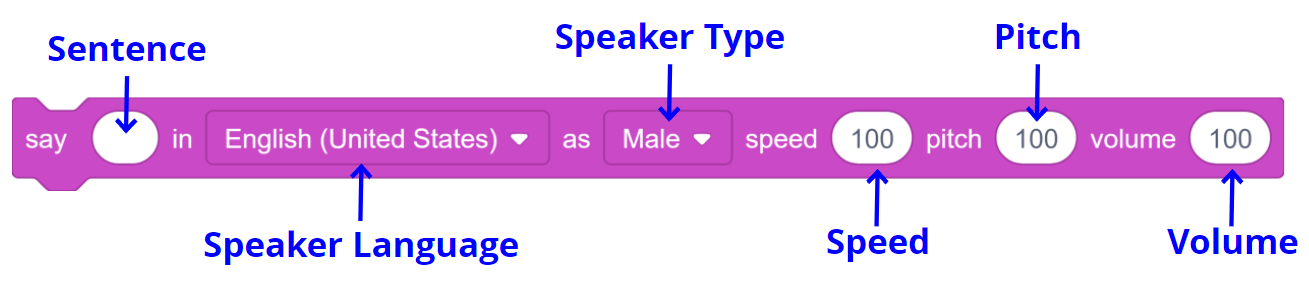 Sentence
Speaker Type
Pitch
say in English (United States) as Male speed 100 pitch 100 volume 100
Speaker Language
Speed
Volume